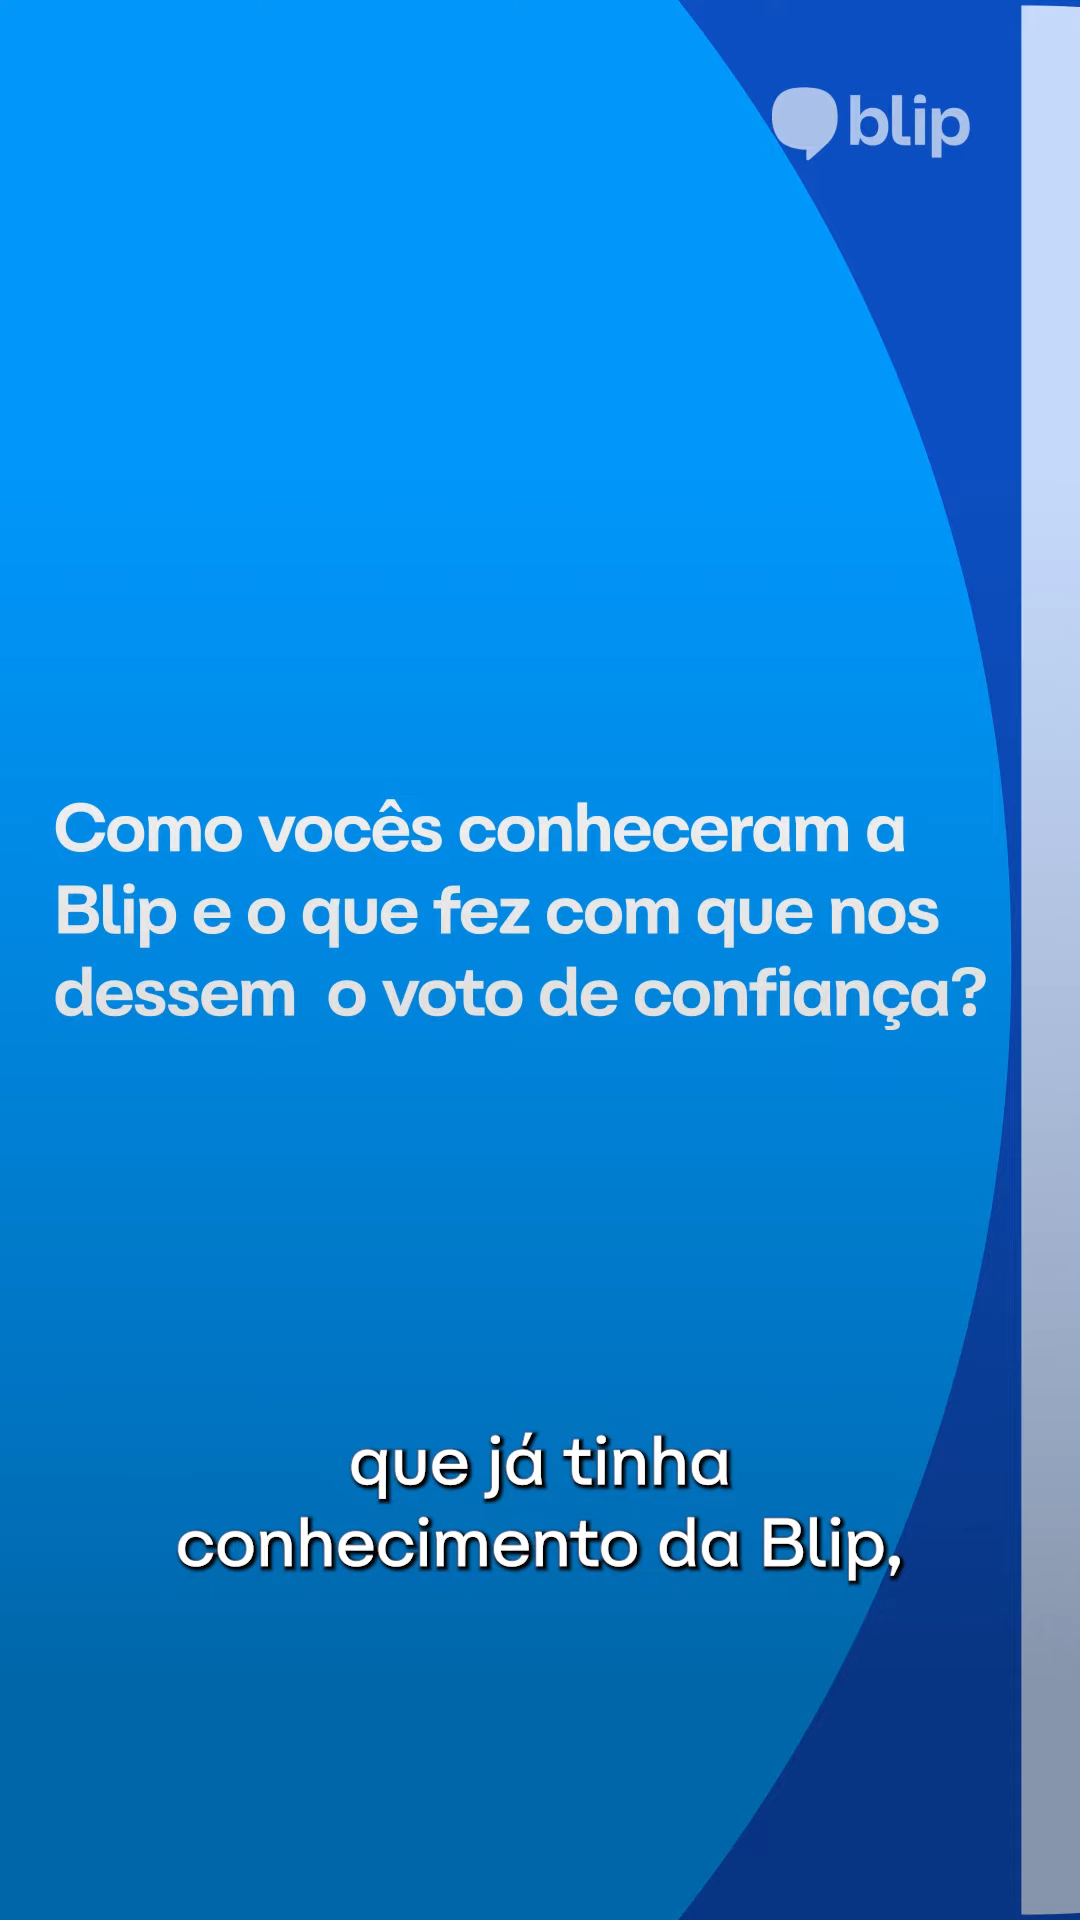 blip
Como vocês conheceram a
Blip e o que fez com que nos
dessem  o voto de confiança?
que já tinha
conhecimento da Blip,